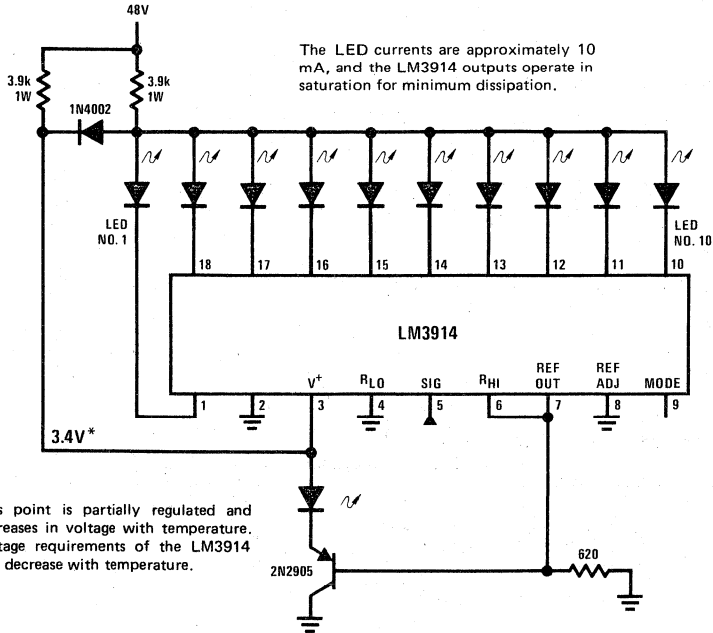 48V
The LED currents are approximately 10
mA, and the LM3914 outputs operate in
saturation for minimum dissipation.
3.9k
1W
3.9k
1W
1N4002
LED
NO. 1
LED
NO. 10
18
17
16
15
14
13
12
11
10
LM3914
V+
RLO
SIG
RHI
REF
OUT
REF
ADJ
MODE
1
2
3
4
5
6
7
8
9
3.4V*
point is partially regulated and
in voltage with temperature.
requirements of the LM3914
decrease with temperature.
2N2905
620